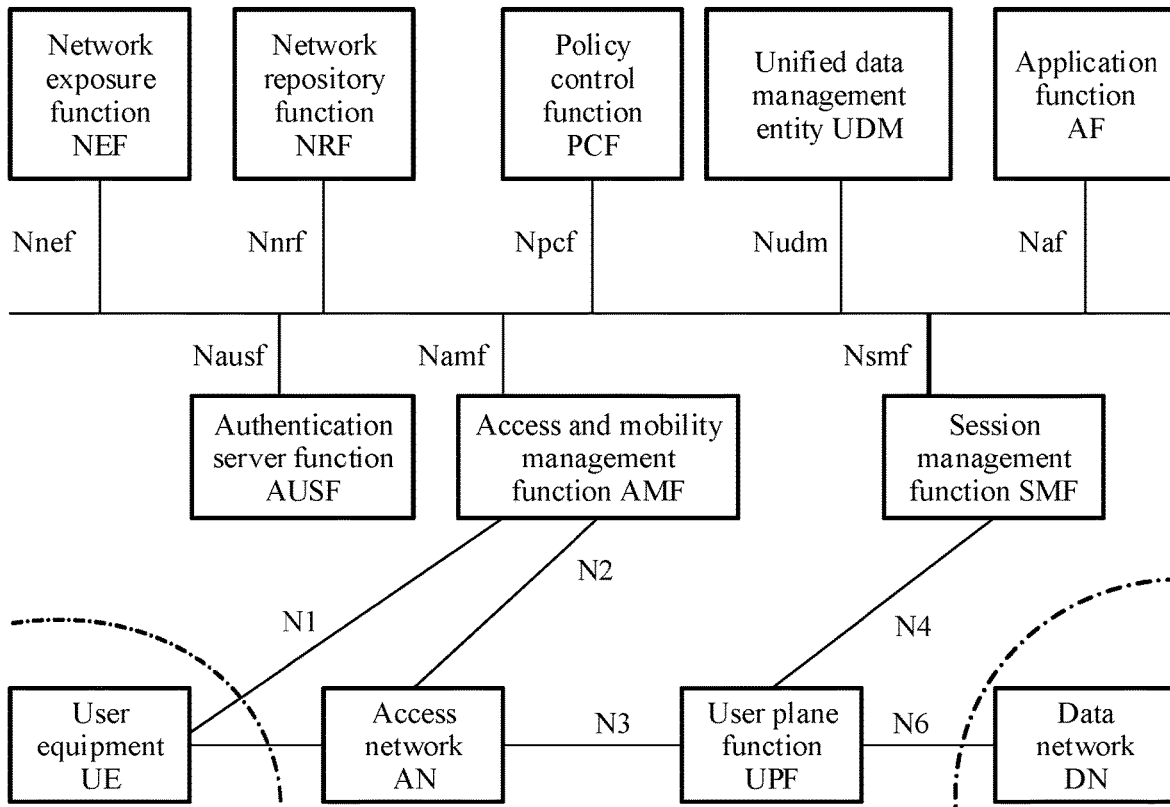 Network
exposure
function
NEF
Network
repository
function
NRF
Policy
control
function
PCF
Unified data
management
entity UDM
Application
function
AF
Nnef
Nnrf
Npcf
Nudm
Naf
Nausf
Namf
Nsmf
Authentication
server function
AUSF
Access and mobility
management
function AMF
Session
management
function SMF
N1
N2
N4
User
equipment
UE
Access
network
AN
N3
User plane
function
UPF
N6
Data
network
DN